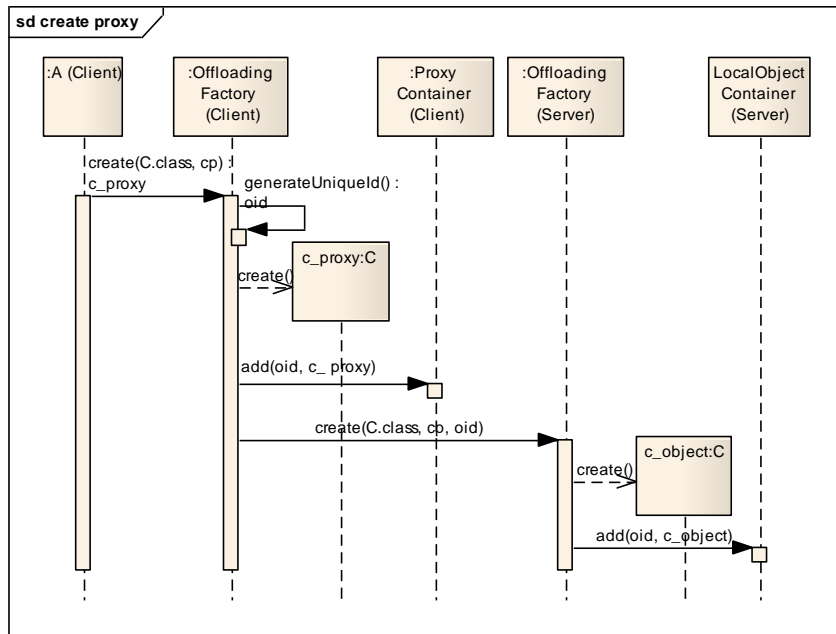 sd create proxy
:A (Client)
:Offloading
Factory
(Client)
:Proxy
Container
(Client)
:Offloading
Factory
(Server)
LocalObject
Container
(Server)
create(C.class, cp) :
c_proxy
generateUniqueId() :
oid
c_proxy:C
create()
add(oid, c_ proxy)
create(C.class, cp, oid)
c_object:C
create()
add(oid, c_object)